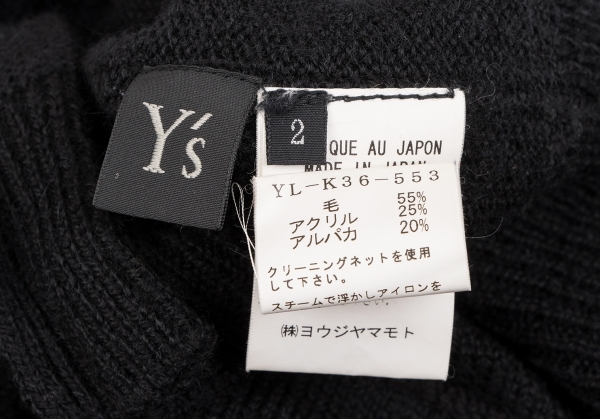 Y's
2
QUE AU JAPON
MADE IN JAPAN
YL-K36-553
毛 55%
アクリル 25%
アルパカ 20%
クリーニングネットを使用
して下さい。
スチームで浮かしアイロンを
㈱ヨウジヤマモト